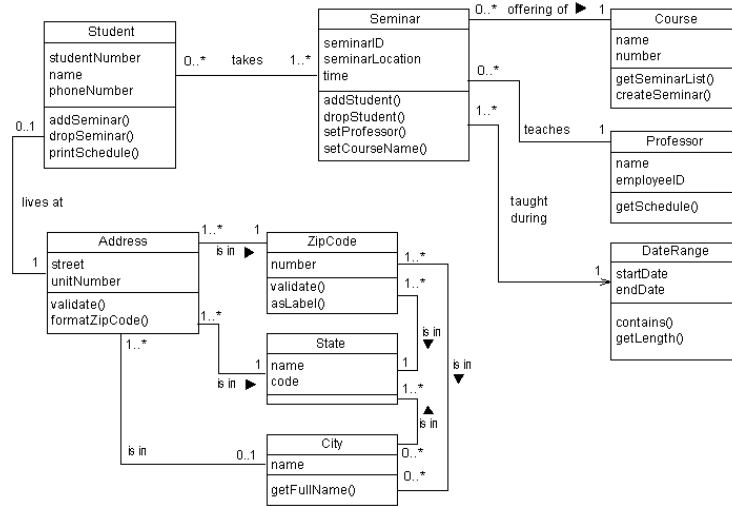 Student
studentNumber
name
phoneNumber
addSeminar()
dropSeminar()
printSchedule()
0..*
takes
1..*
Seminar
seminarID
seminarLocation
time
addStudent()
dropStudent()
setProfessor()
setCourseName()
0..*
offering of
1
Course
name
number
getSeminarList()
createSeminar()
0..*
teaches
1
Professor
name
employeeID
getSchedule()
1..*
taught
during
1
DateRange
startDate
endDate
contains()
getLength()
0..1
lives at
1
Address
street
unitNumber
validate()
formatZipCode()
1..*
is in
1
ZipCode
number
validate()
asLabel()
1..*
is in
1
State
name
code
1..*
is in
1
1..*
is in
0..*
1..*
is in
0..*
1..*
is in
0..1
City
name
getFullName()